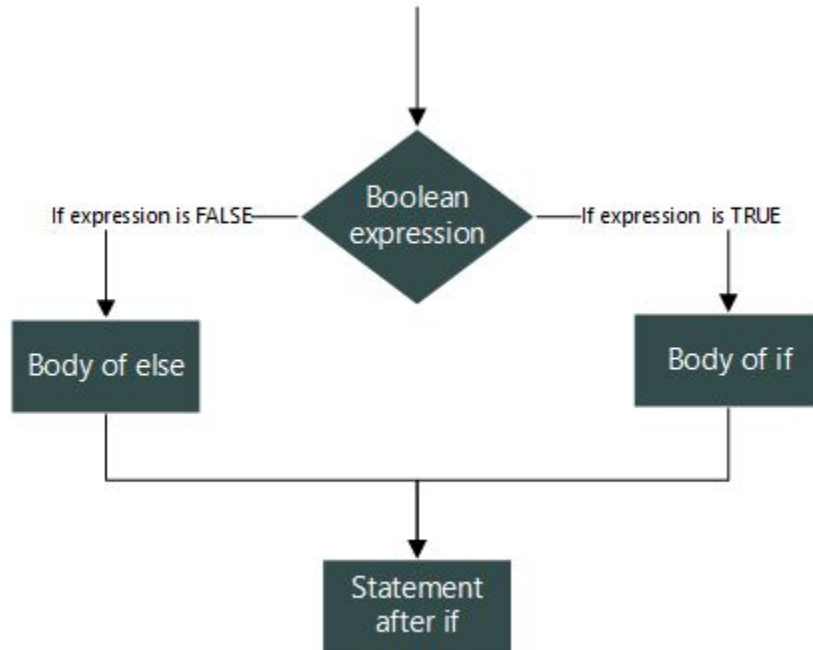 Boolean
expression
If expression is FALSE
If expression is TRUE
Body of else
Body of if
Statement
after if